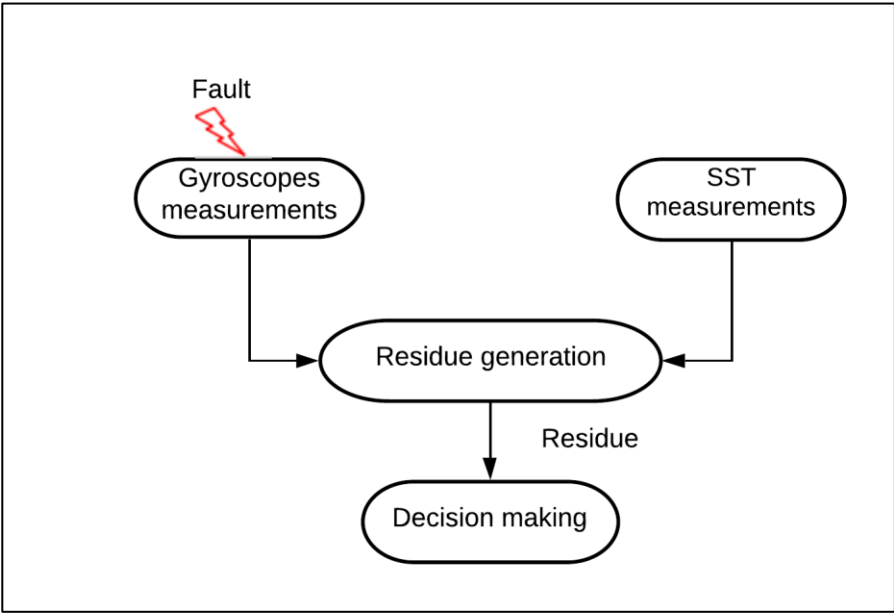 Fault
Gyroscopes
measurements
SST
measurements
Residue generation
Residue
Decision making